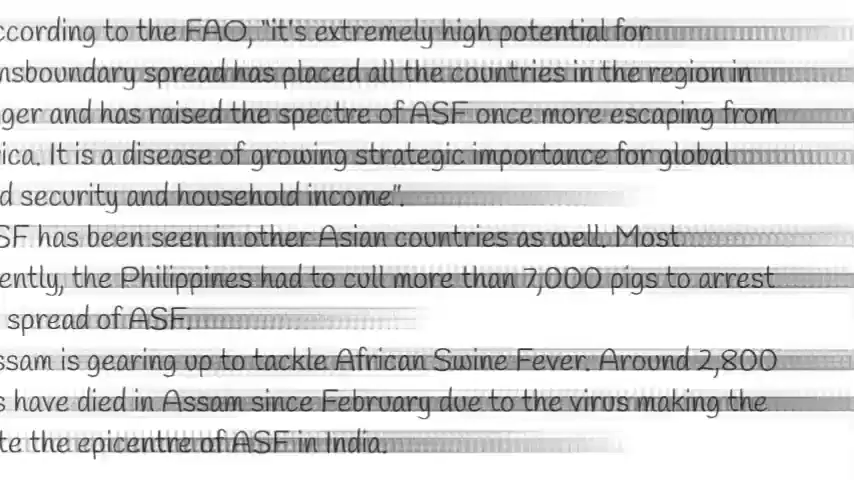 ccording to the FAO, "it's extremely high potential for
nsboundary spread has placed all the countries in the region in
ger and has raised the spectre of ASF once more escaping from
ica. It is a disease of growing strategic importance for global
d security and household income".
SF has been seen in other Asian countries as well. Most
ently, the Philippines had to cull more than 7,000 pigs to arrest
spread of ASF.
ssam is gearing up to tackle African Swine Fever. Around 2,800
s have died in Assam since February due to the virus making the
te the epicentre of ASF in India.